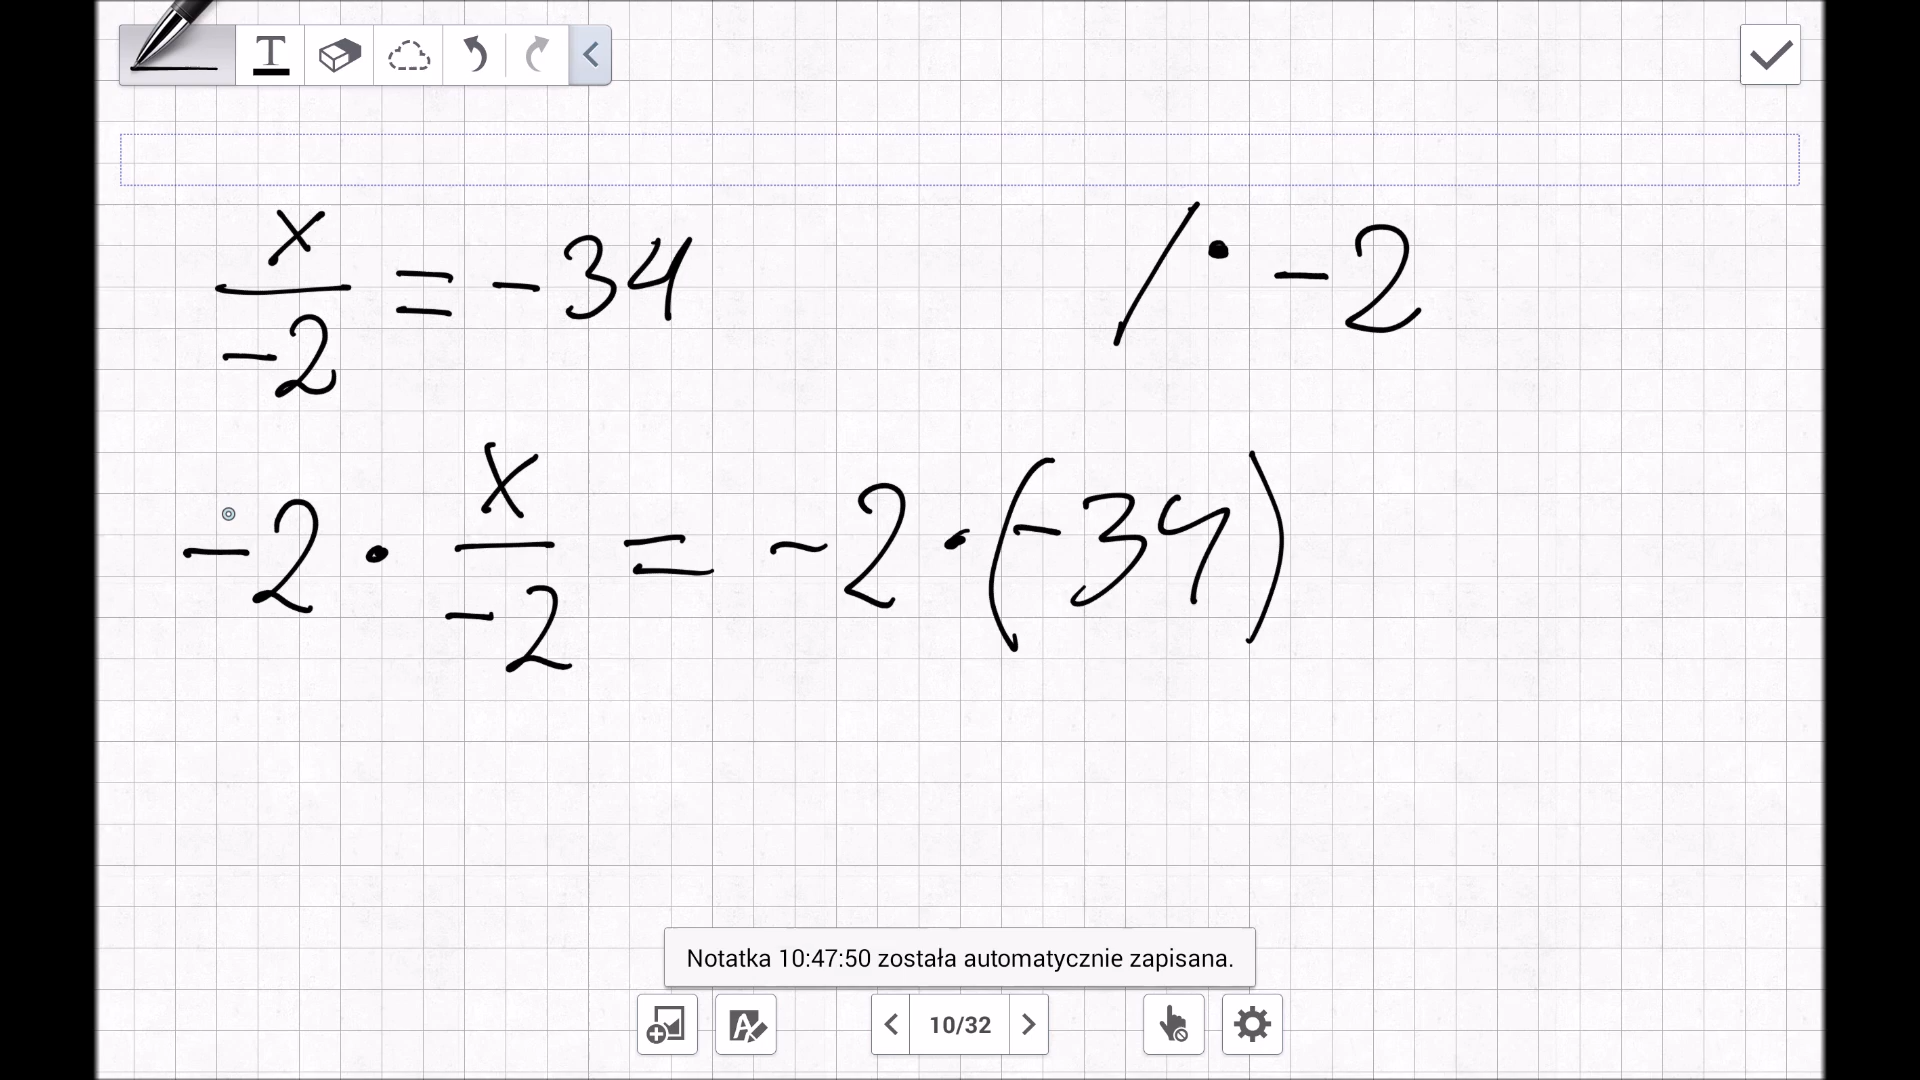 T
x/-2 = -34 / • -2
-2 • x/-2 = -2 • (-34)
Notatka 10:47:50 została automatycznie zapisana.
A
10/32